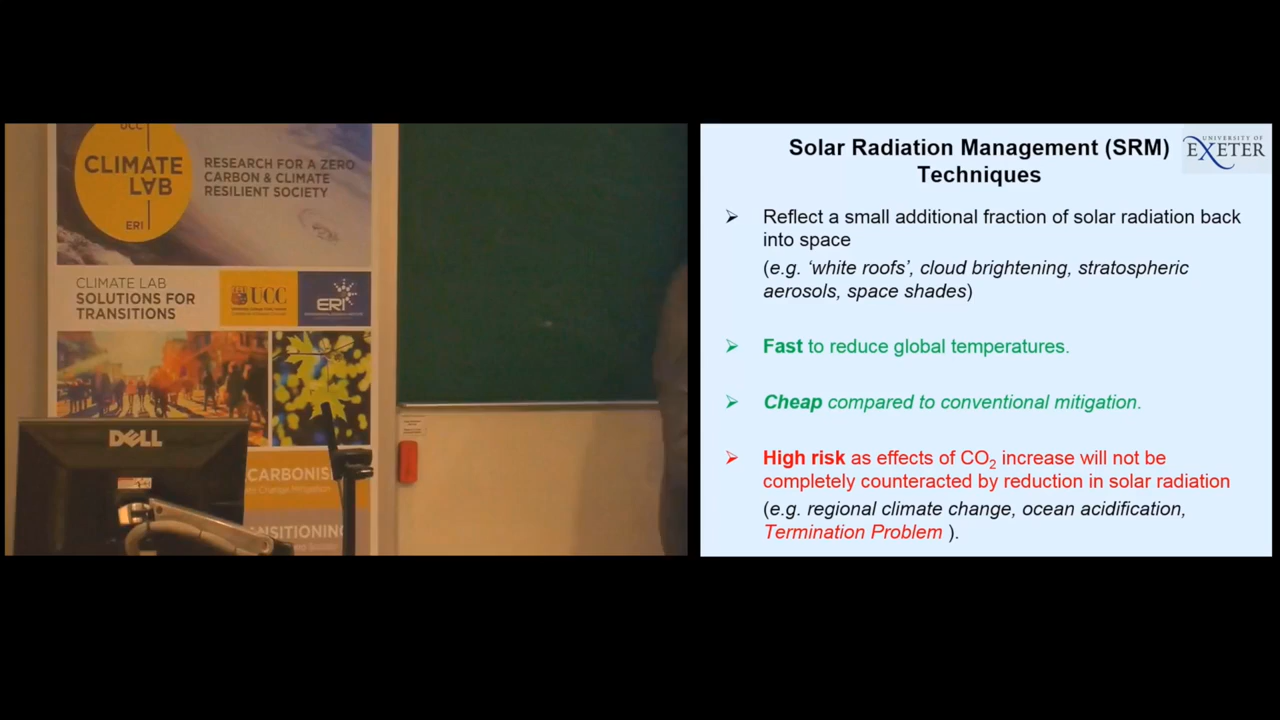 UCC
CLIMATE
LAB
ERI
RESEARCH FOR A ZERO
CARBON & CLIMATE
RESILIENT SOCIETY
CLIMATE LAB
SOLUTIONS FOR
TRANSITIONS
UCC
ERI
DELL
CARBONIS
Change Mitigation
SITIONING
Solar Radiation Management (SRM)
Techniques
UNIVERSITY OF
EXETER
➢ Reflect a small additional fraction of solar radiation back
into space
(e.g. ‘white roofs’, cloud brightening, stratospheric
aerosols, space shades)
➢ Fast to reduce global temperatures.
➢ Cheap compared to conventional mitigation.
➢ High risk as effects of CO₂ increase will not be
completely counteracted by reduction in solar radiation
(e.g. regional climate change, ocean acidification,
Termination Problem ).